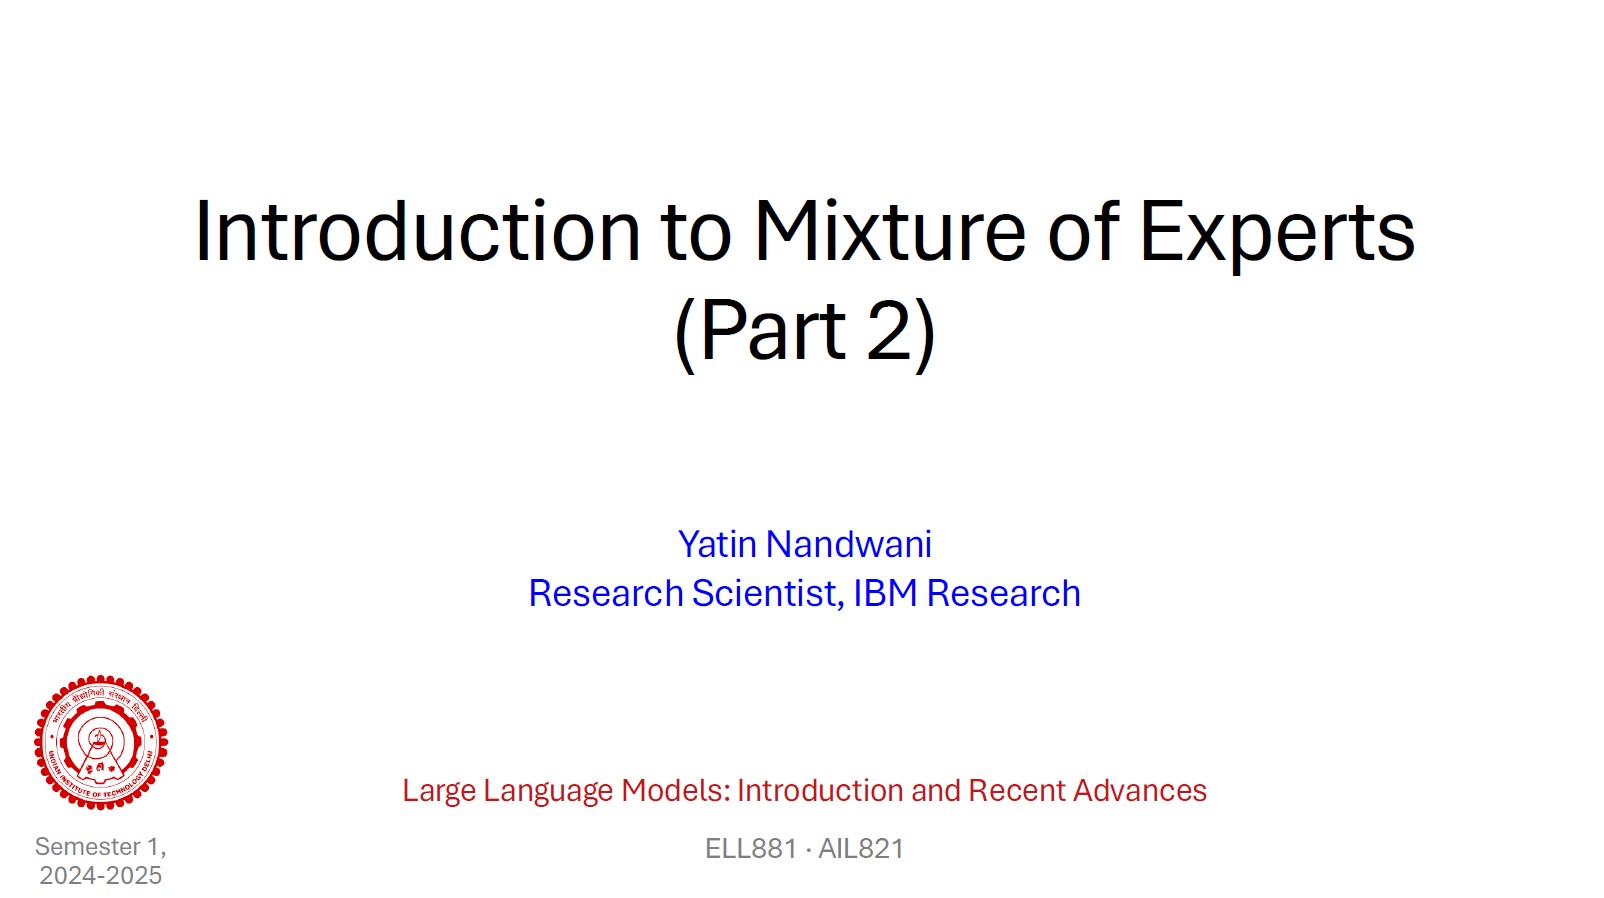 Introduction to Mixture of Experts
(Part 2)
Yatin Nandwani
Research Scientist, IBM Research
भारतीय प्रौद्योगिकी संस्थान दिल्ली
INDIAN INSTITUTE OF TECHNOLOGY DELHI
Large Language Models: Introduction and Recent Advances
Semester 1,
2024-2025
ELL881 · AIL821